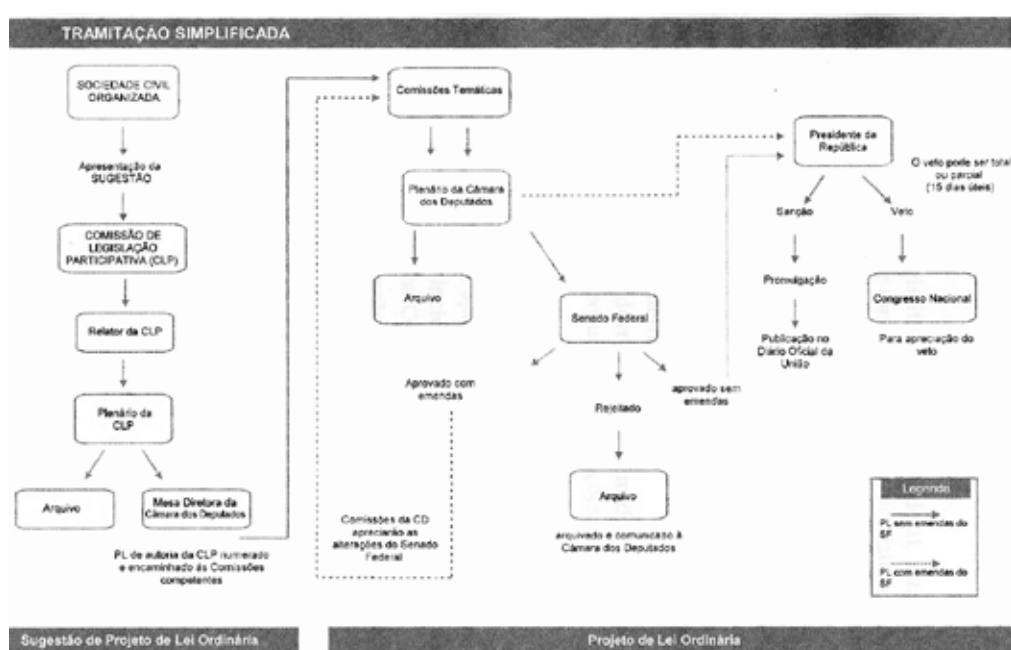 TRAMITAÇÃO SIMPLIFICADA
SOCIEDADE CIVIL
ORGANIZADA
Apresentação da
SUGESTÃO
COMISSÃO DE
LEGISLAÇÃO
PARTICIPATIVA (CLP)
Relator da CLP
Plenário da
CLP
Arquivo
Mesa Diretora da
Câmara dos Deputados
PL de autoria da CLP numerado
e encaminhado às Comissões
competentes
Comissões Temáticas
Plenário da Câmara
dos Deputados
Arquivo
Senado Federal
Aprovado com
emendas
Rejeitado
aprovado sem
emendas
Comissões da CD
apreciarão as
alterações do Senado
Federal
Arquivo
arquivado e comunicado à
Câmara dos Deputados
Presidente da
República
O veto pode ser total
ou parcial
(15 dias úteis)
Sanção
Veto
Promulgação
Congresso Nacional
Publicação no
Diário Oficial da
União
Para apreciação do
veto
Legenda
PL sem emendas do
SF
PL com emendas do
SF
Sugestão de Projeto de Lei Ordinária
Projeto de Lei Ordinária